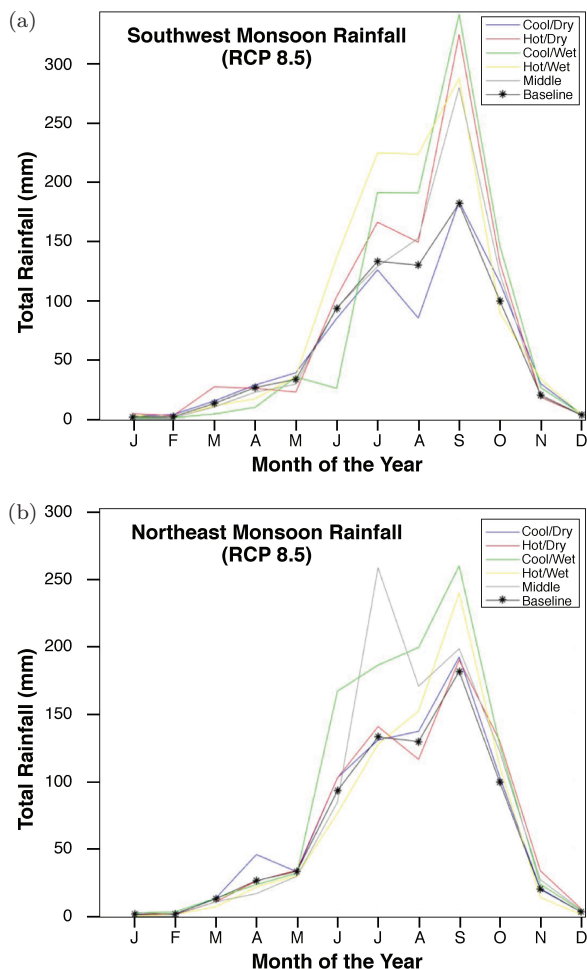 (a)
Southwest Monsoon Rainfall
(RCP 8.5)
Cool/Dry
Hot/Dry
Cool/Wet
Hot/Wet
Middle
Baseline
Total Rainfall (mm)
300
250
200
150
100
50
0
J F M A M J J A S O N D
Month of the Year
(b)
Northeast Monsoon Rainfall
(RCP 8.5)
Cool/Dry
Hot/Dry
Cool/Wet
Hot/Wet
Middle
Baseline
Total Rainfall (mm)
300
250
200
150
100
50
0
J F M A M J J A S O N D
Month of the Year